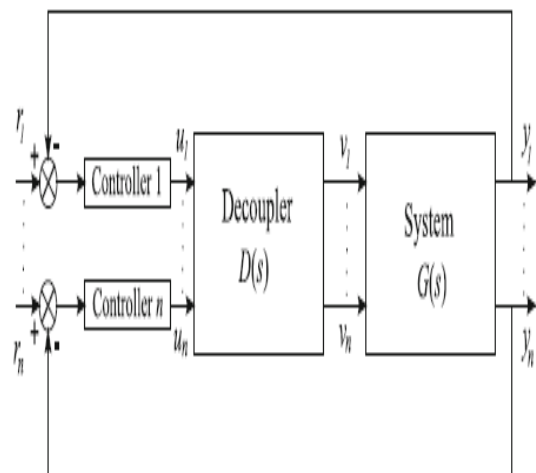 r1
+
-
Controller 1
u1
Decoupler
D(s)
v1
System
G(s)
y1
Controller n
+
-
rn
un
vn
yn